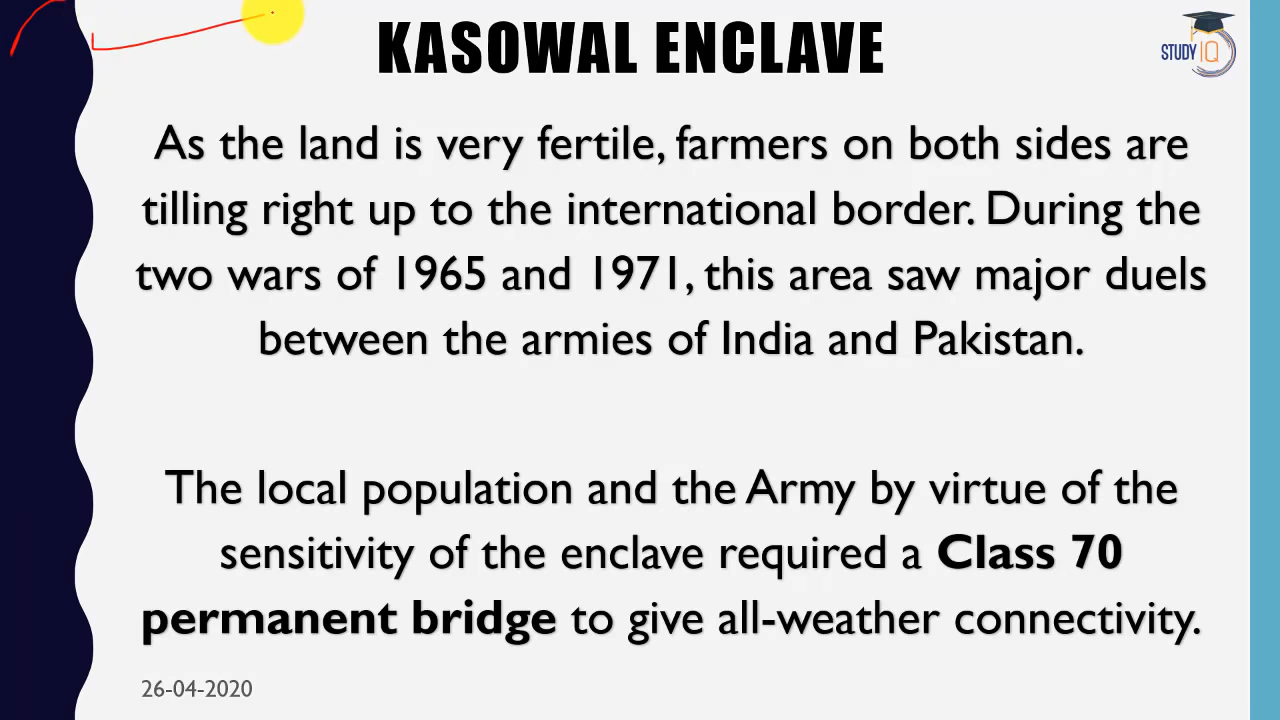 KASOWAL ENCLAVE
STUDY IQ
As the land is very fertile, farmers on both sides are
tilling right up to the international border. During the
two wars of 1965 and 1971, this area saw major duels
between the armies of India and Pakistan.
The local population and the Army by virtue of the
sensitivity of the enclave required a Class 70
permanent bridge to give all-weather connectivity.
26-04-2020